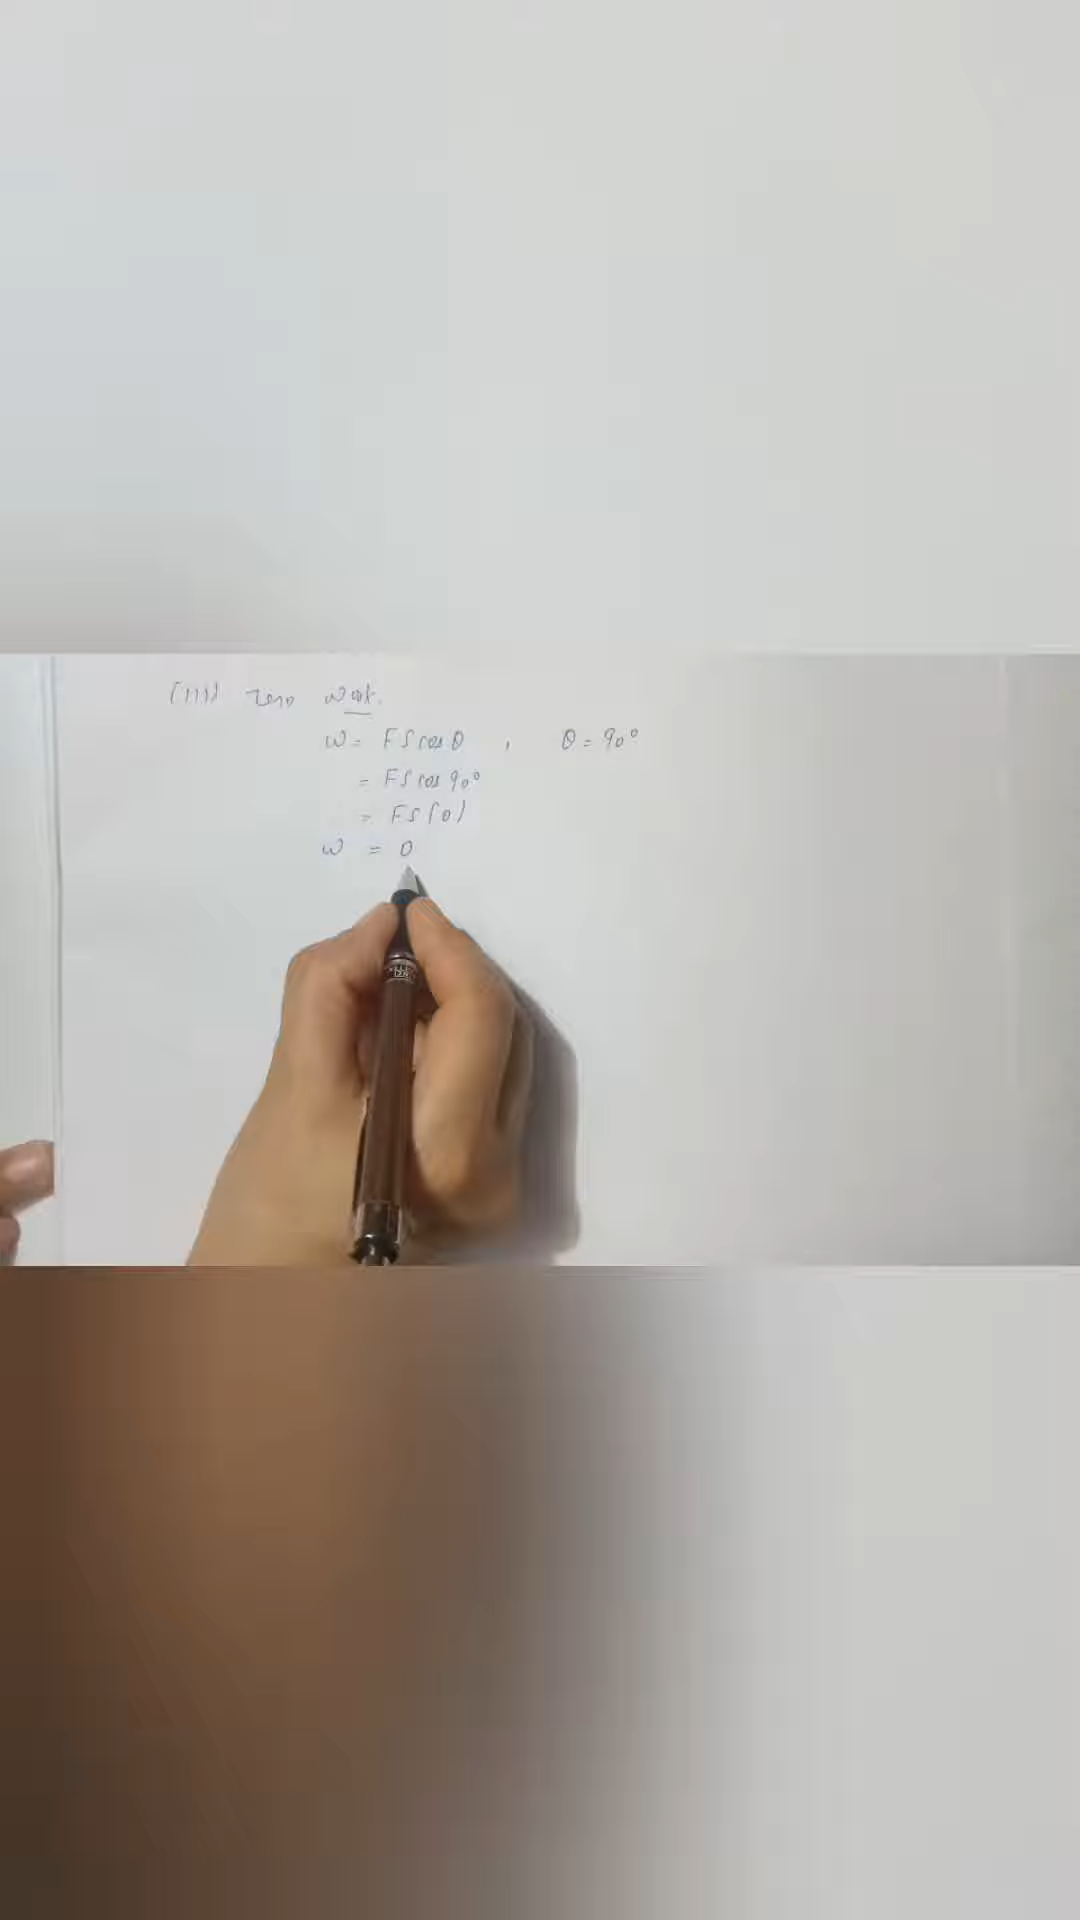 (iii) zero work.
W = FS cos θ , θ = 90°
= FS cos 90°
= FS (0)
W = 0